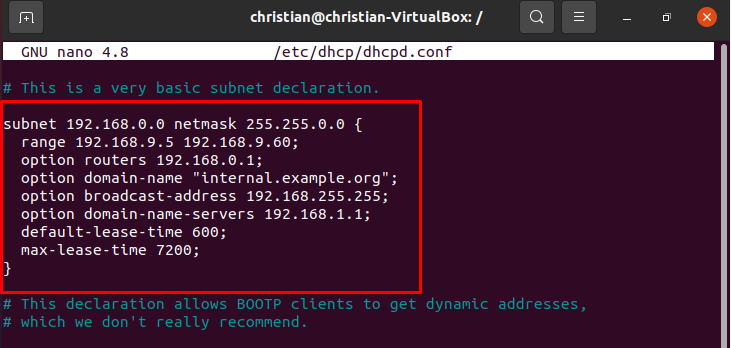 christian@christian-VirtualBox: /
GNU nano 4.8 /etc/dhcp/dhcpd.conf
# This is a very basic subnet declaration.
subnet 192.168.0.0 netmask 255.255.0.0 {
range 192.168.9.5 192.168.9.60;
option routers 192.168.0.1;
option domain-name "internal.example.org";
option broadcast-address 192.168.255.255;
option domain-name-servers 192.168.1.1;
default-lease-time 600;
max-lease-time 7200;
}
# This declaration allows BOOTP clients to get dynamic addresses,
# which we don't really recommend.